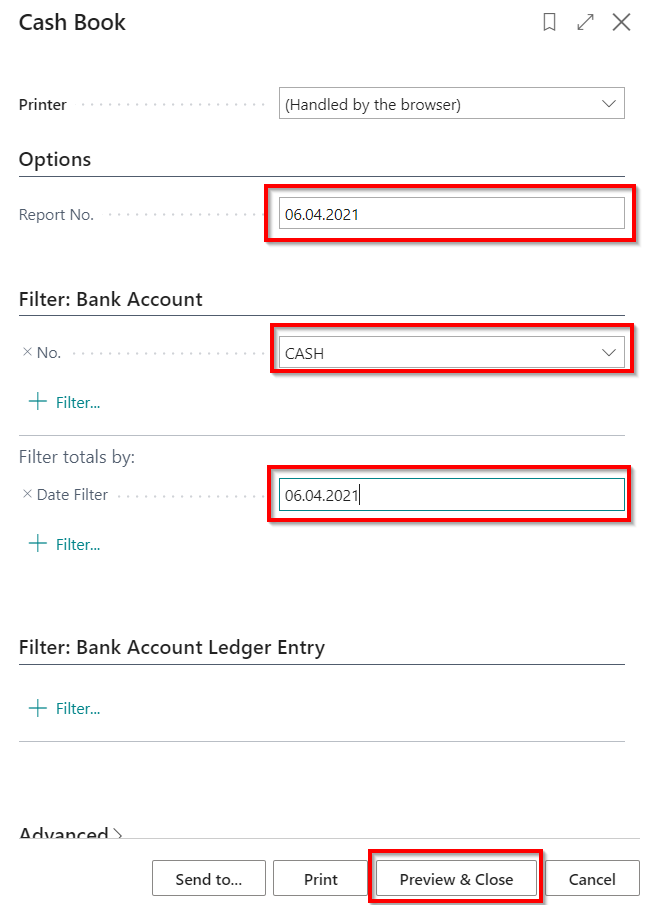 Cash Book
Printer (Handled by the browser)
Options
Report No. 06.04.2021
Filter: Bank Account
No. CASH
Filter...
Filter totals by:
Date Filter 06.04.2021
Filter...
Filter: Bank Account Ledger Entry
Filter...
Advanced
Send to... Print Preview & Close Cancel